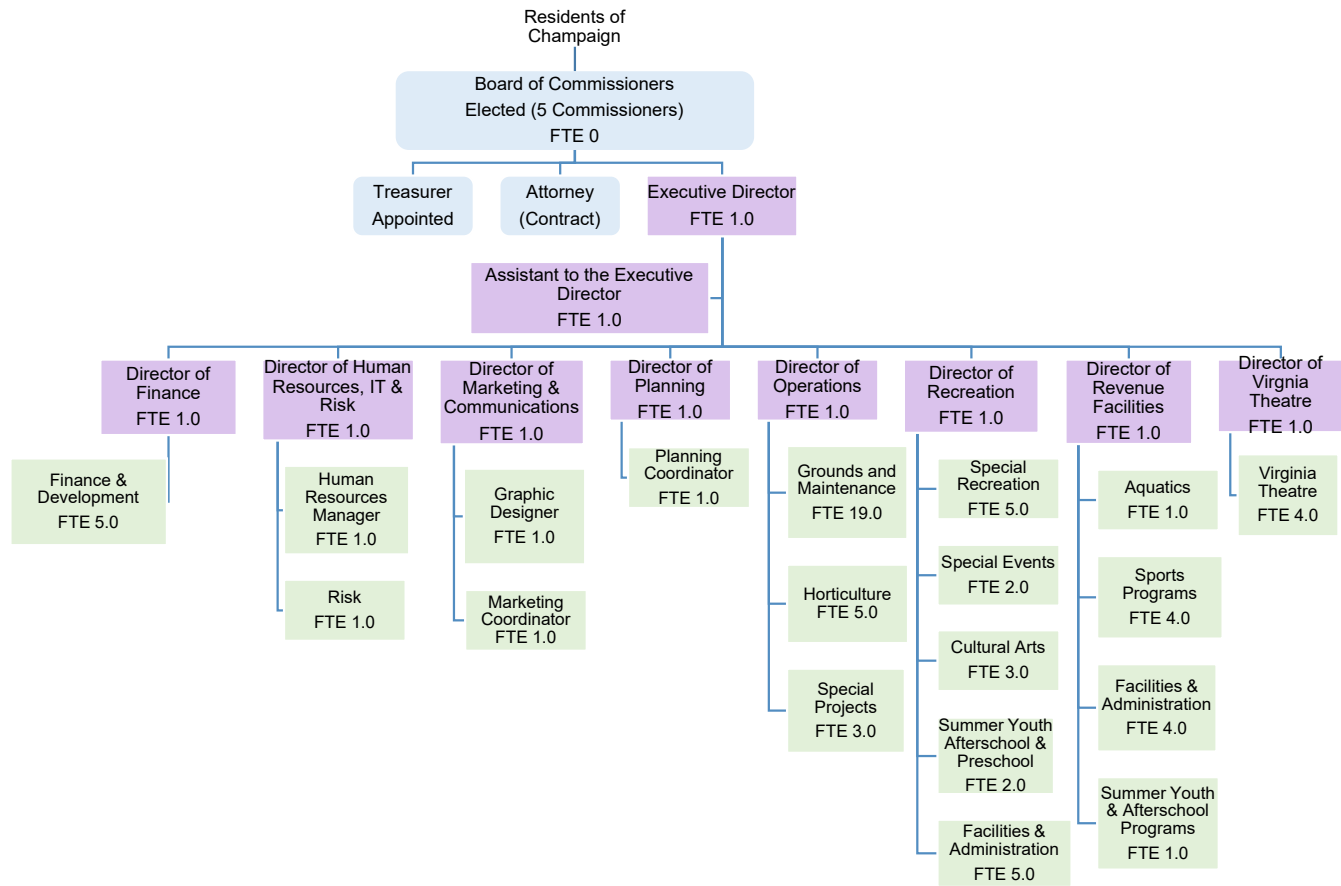 Residents of
Champaign
Board of Commissioners
Elected (5 Commissioners)
FTE 0
Treasurer
Appointed
Attorney
(Contract)
Executive Director
FTE 1.0
Assistant to the Executive
Director
FTE 1.0
Director of
Finance
FTE 1.0
Director of Human
Resources, IT &
Risk
FTE 1.0
Director of
Marketing &
Communications
FTE 1.0
Director of
Planning
FTE 1.0
Director of
Operations
FTE 1.0
Director of
Recreation
FTE 1.0
Director of
Revenue
Facilities
FTE 1.0
Director of
Virgnia
Theatre
FTE 1.0
Finance &
Development
FTE 5.0
Human
Resources
Manager
FTE 1.0
Risk
FTE 1.0
Graphic
Designer
FTE 1.0
Marketing
Coordinator
FTE 1.0
Planning
Coordinator
FTE 1.0
Grounds and
Maintenance
FTE 19.0
Horticulture
FTE 5.0
Special
Projects
FTE 3.0
Special
Recreation
FTE 5.0
Special Events
FTE 2.0
Cultural Arts
FTE 3.0
Summer Youth
Afterschool &
Preschool
FTE 2.0
Facilities &
Administration
FTE 5.0
Aquatics
FTE 1.0
Sports
Programs
FTE 4.0
Facilities &
Administration
FTE 4.0
Summer Youth
& Afterschool
Programs
FTE 1.0
Virginia
Theatre
FTE 4.0